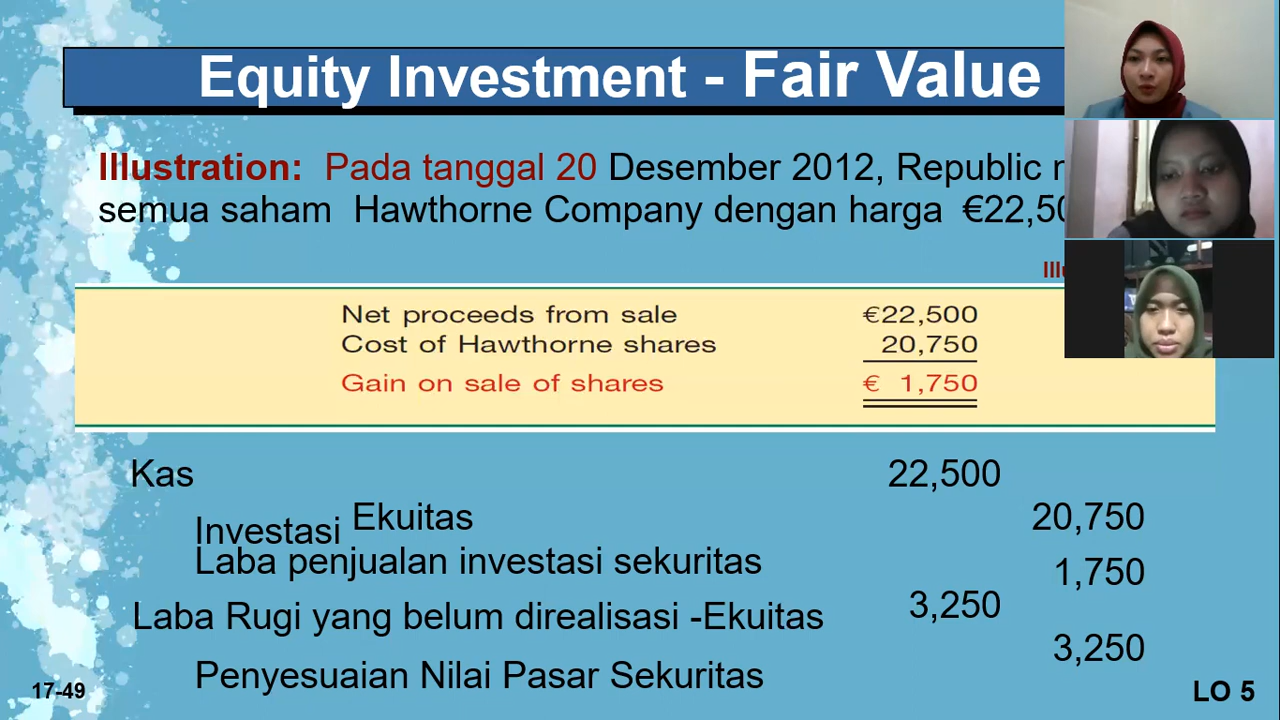 Equity Investment - Fair Value
Illustration: Pada tanggal 20 Desember 2012, Republic
semua saham Hawthorne Company dengan harga €22,50
Net proceeds from sale €22,500
Cost of Hawthorne shares 20,750
Gain on sale of shares € 1,750
Kas 22,500
Investasi Ekuitas 20,750
Laba penjualan investasi sekuritas 1,750
Laba Rugi yang belum direalisasi -Ekuitas 3,250
Penyesuaian Nilai Pasar Sekuritas 3,250
17-49
LO 5